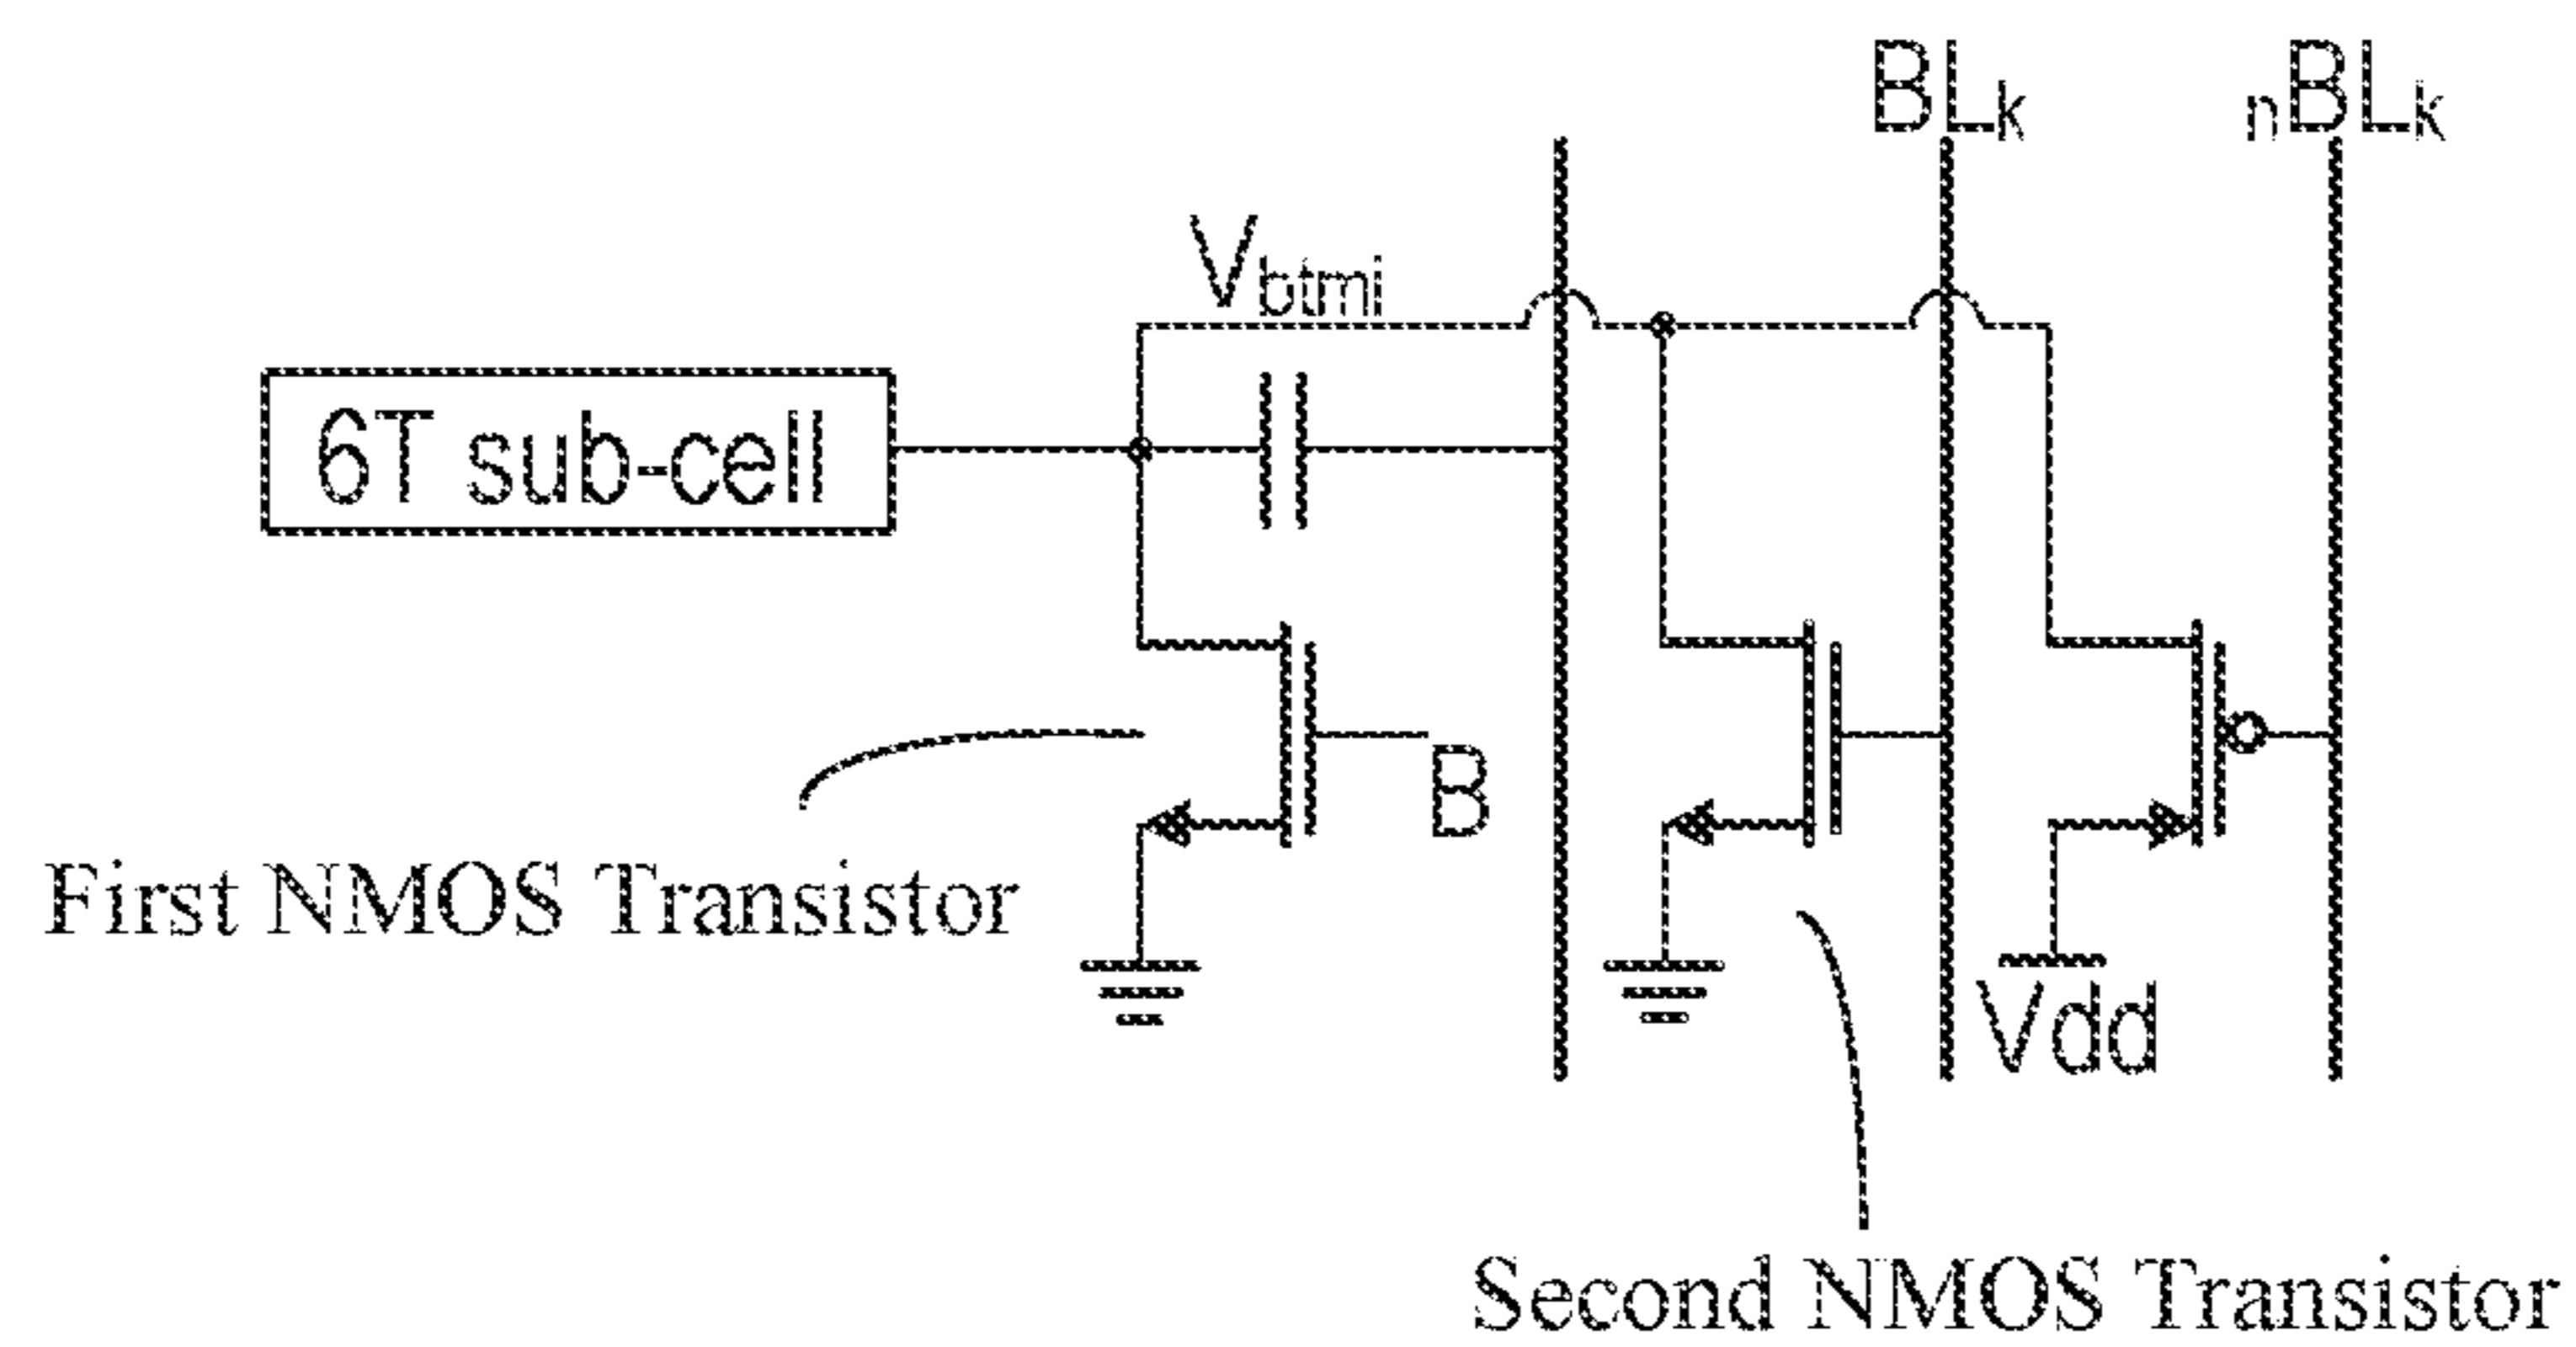 BLk
nBLk
Vbtmi
6T sub-cell
B
First NMOS Transistor
Vdd
Second NMOS Transistor